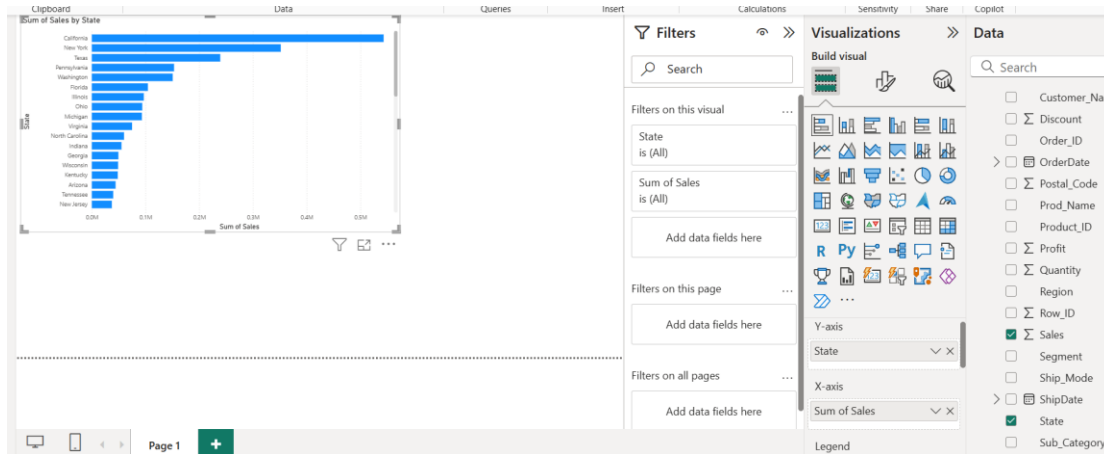 Clipboard
Data
Queries
Insert
Calculations
Sensitivity
Share
Copilot
Sum of Sales by State
State
California
New York
Texas
Pennsylvania
Washington
Florida
Illinois
Ohio
Michigan
Virginia
North Carolina
Indiana
Georgia
Wisconsin
Kentucky
Arizona
Tennessee
New Jersey
0.0M 0.1M 0.2M 0.3M 0.4M 0.5M
Sum of Sales
Page 1
Filters
Search
Filters on this visual
State
is (All)
Sum of Sales
is (All)
Add data fields here
Filters on this page
Add data fields here
Filters on all pages
Add data fields here
Visualizations
Build visual
123
R Py
Y-axis
State
X-axis
Sum of Sales
Legend
Data
Search
Customer_Na
Discount
Order_ID
OrderDate
Postal_Code
Prod_Name
Product_ID
Profit
Quantity
Region
Row_ID
Sales
Segment
Ship_Mode
ShipDate
State
Sub_Category